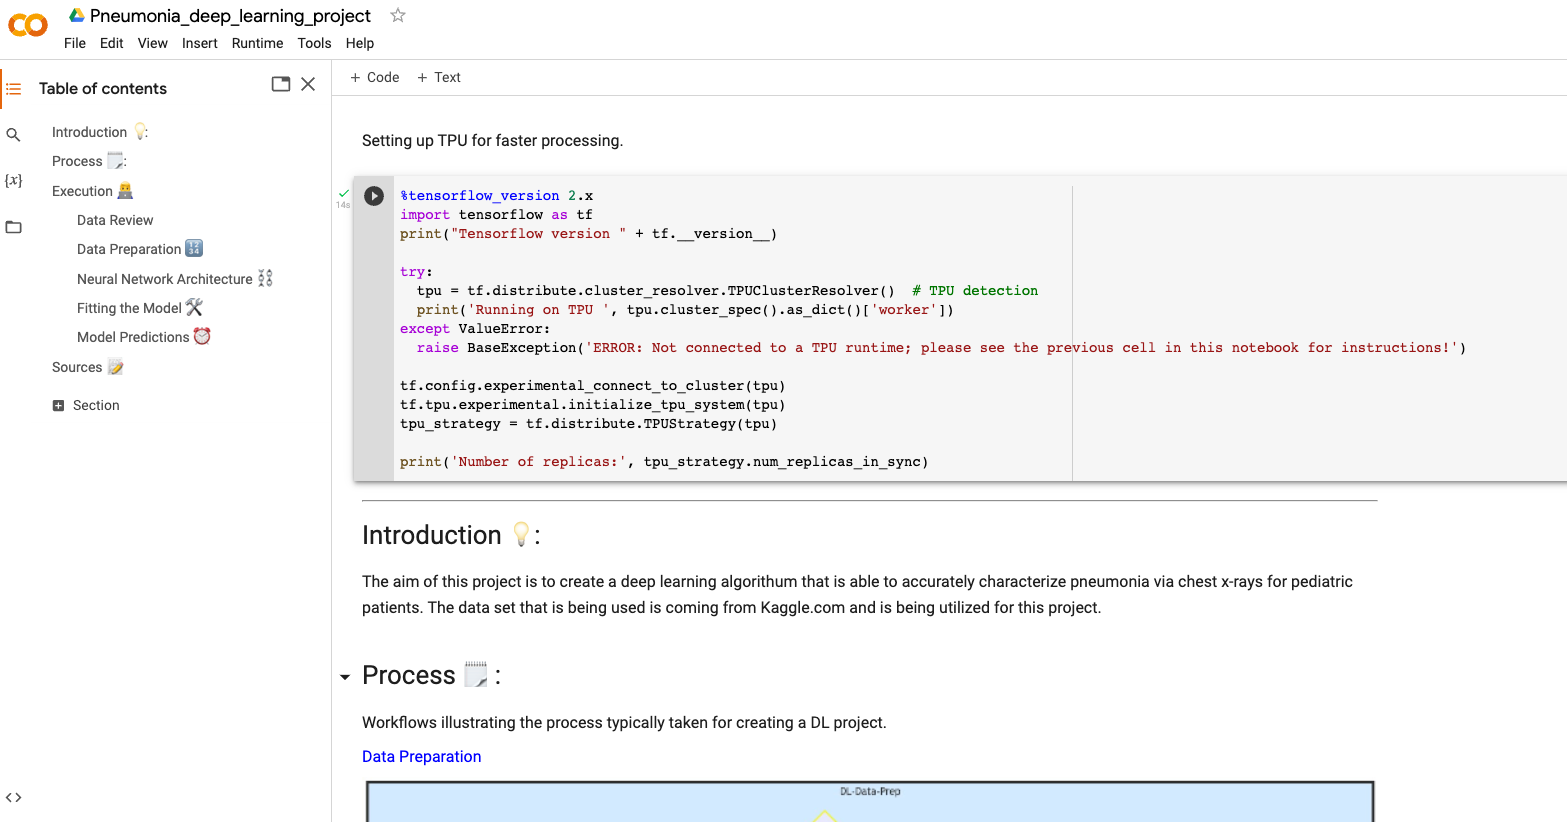 Pneumonia_deep_learning_project
File Edit View Insert Runtime Tools Help
Table of contents
Introduction 💡:
Process 🗒️:
Execution 👨‍💻
Data Review
Data Preparation 🔢
Neural Network Architecture ⛓️
Fitting the Model 🛠️
Model Predictions ⏰
Sources 📝
Section
+ Code + Text
Setting up TPU for faster processing.
14s
%tensorflow_version 2.x
import tensorflow as tf
print("Tensorflow version " + tf.__version__)
try:
  tpu = tf.distribute.cluster_resolver.TPUClusterResolver()  # TPU detection
  print('Running on TPU ', tpu.cluster_spec().as_dict()['worker'])
except ValueError:
  raise BaseException('ERROR: Not connected to a TPU runtime; please see the previous cell in this notebook for instructions!')
tf.config.experimental_connect_to_cluster(tpu)
tf.tpu.experimental.initialize_tpu_system(tpu)
tpu_strategy = tf.distribute.TPUStrategy(tpu)
print('Number of replicas:', tpu_strategy.num_replicas_in_sync)
Introduction 💡:
The aim of this project is to create a deep learning algorithum that is able to accurately characterize pneumonia via chest x-rays for pediatric
patients. The data set that is being used is coming from Kaggle.com and is being utilized for this project.
Process 🗒️ :
Workflows illustrating the process typically taken for creating a DL project.
Data Preparation
DL-Data-Prep